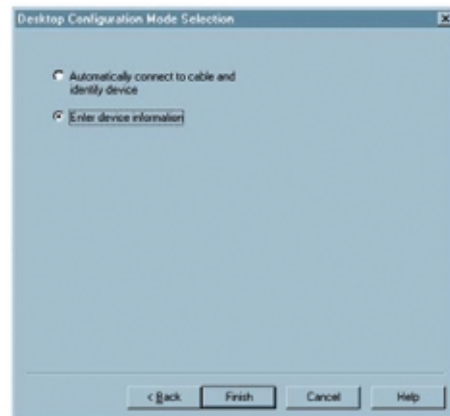 Desktop Configuration Mode Selection
Automatically connect to cable and
identify device
Enter device information
< Back
Finish
Cancel
Help